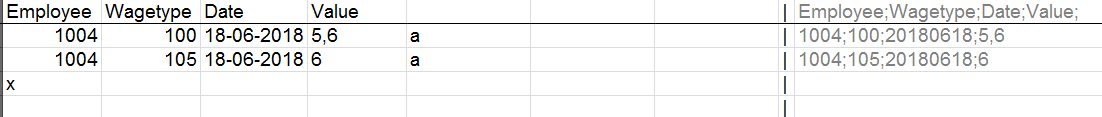 Employee Wagetype Date Value Employee;Wagetype;Date;Value;
1004 100 18-06-2018 5,6 a 1004;100;20180618;5,6
1004 105 18-06-2018 6 a 1004;105;20180618;6
x